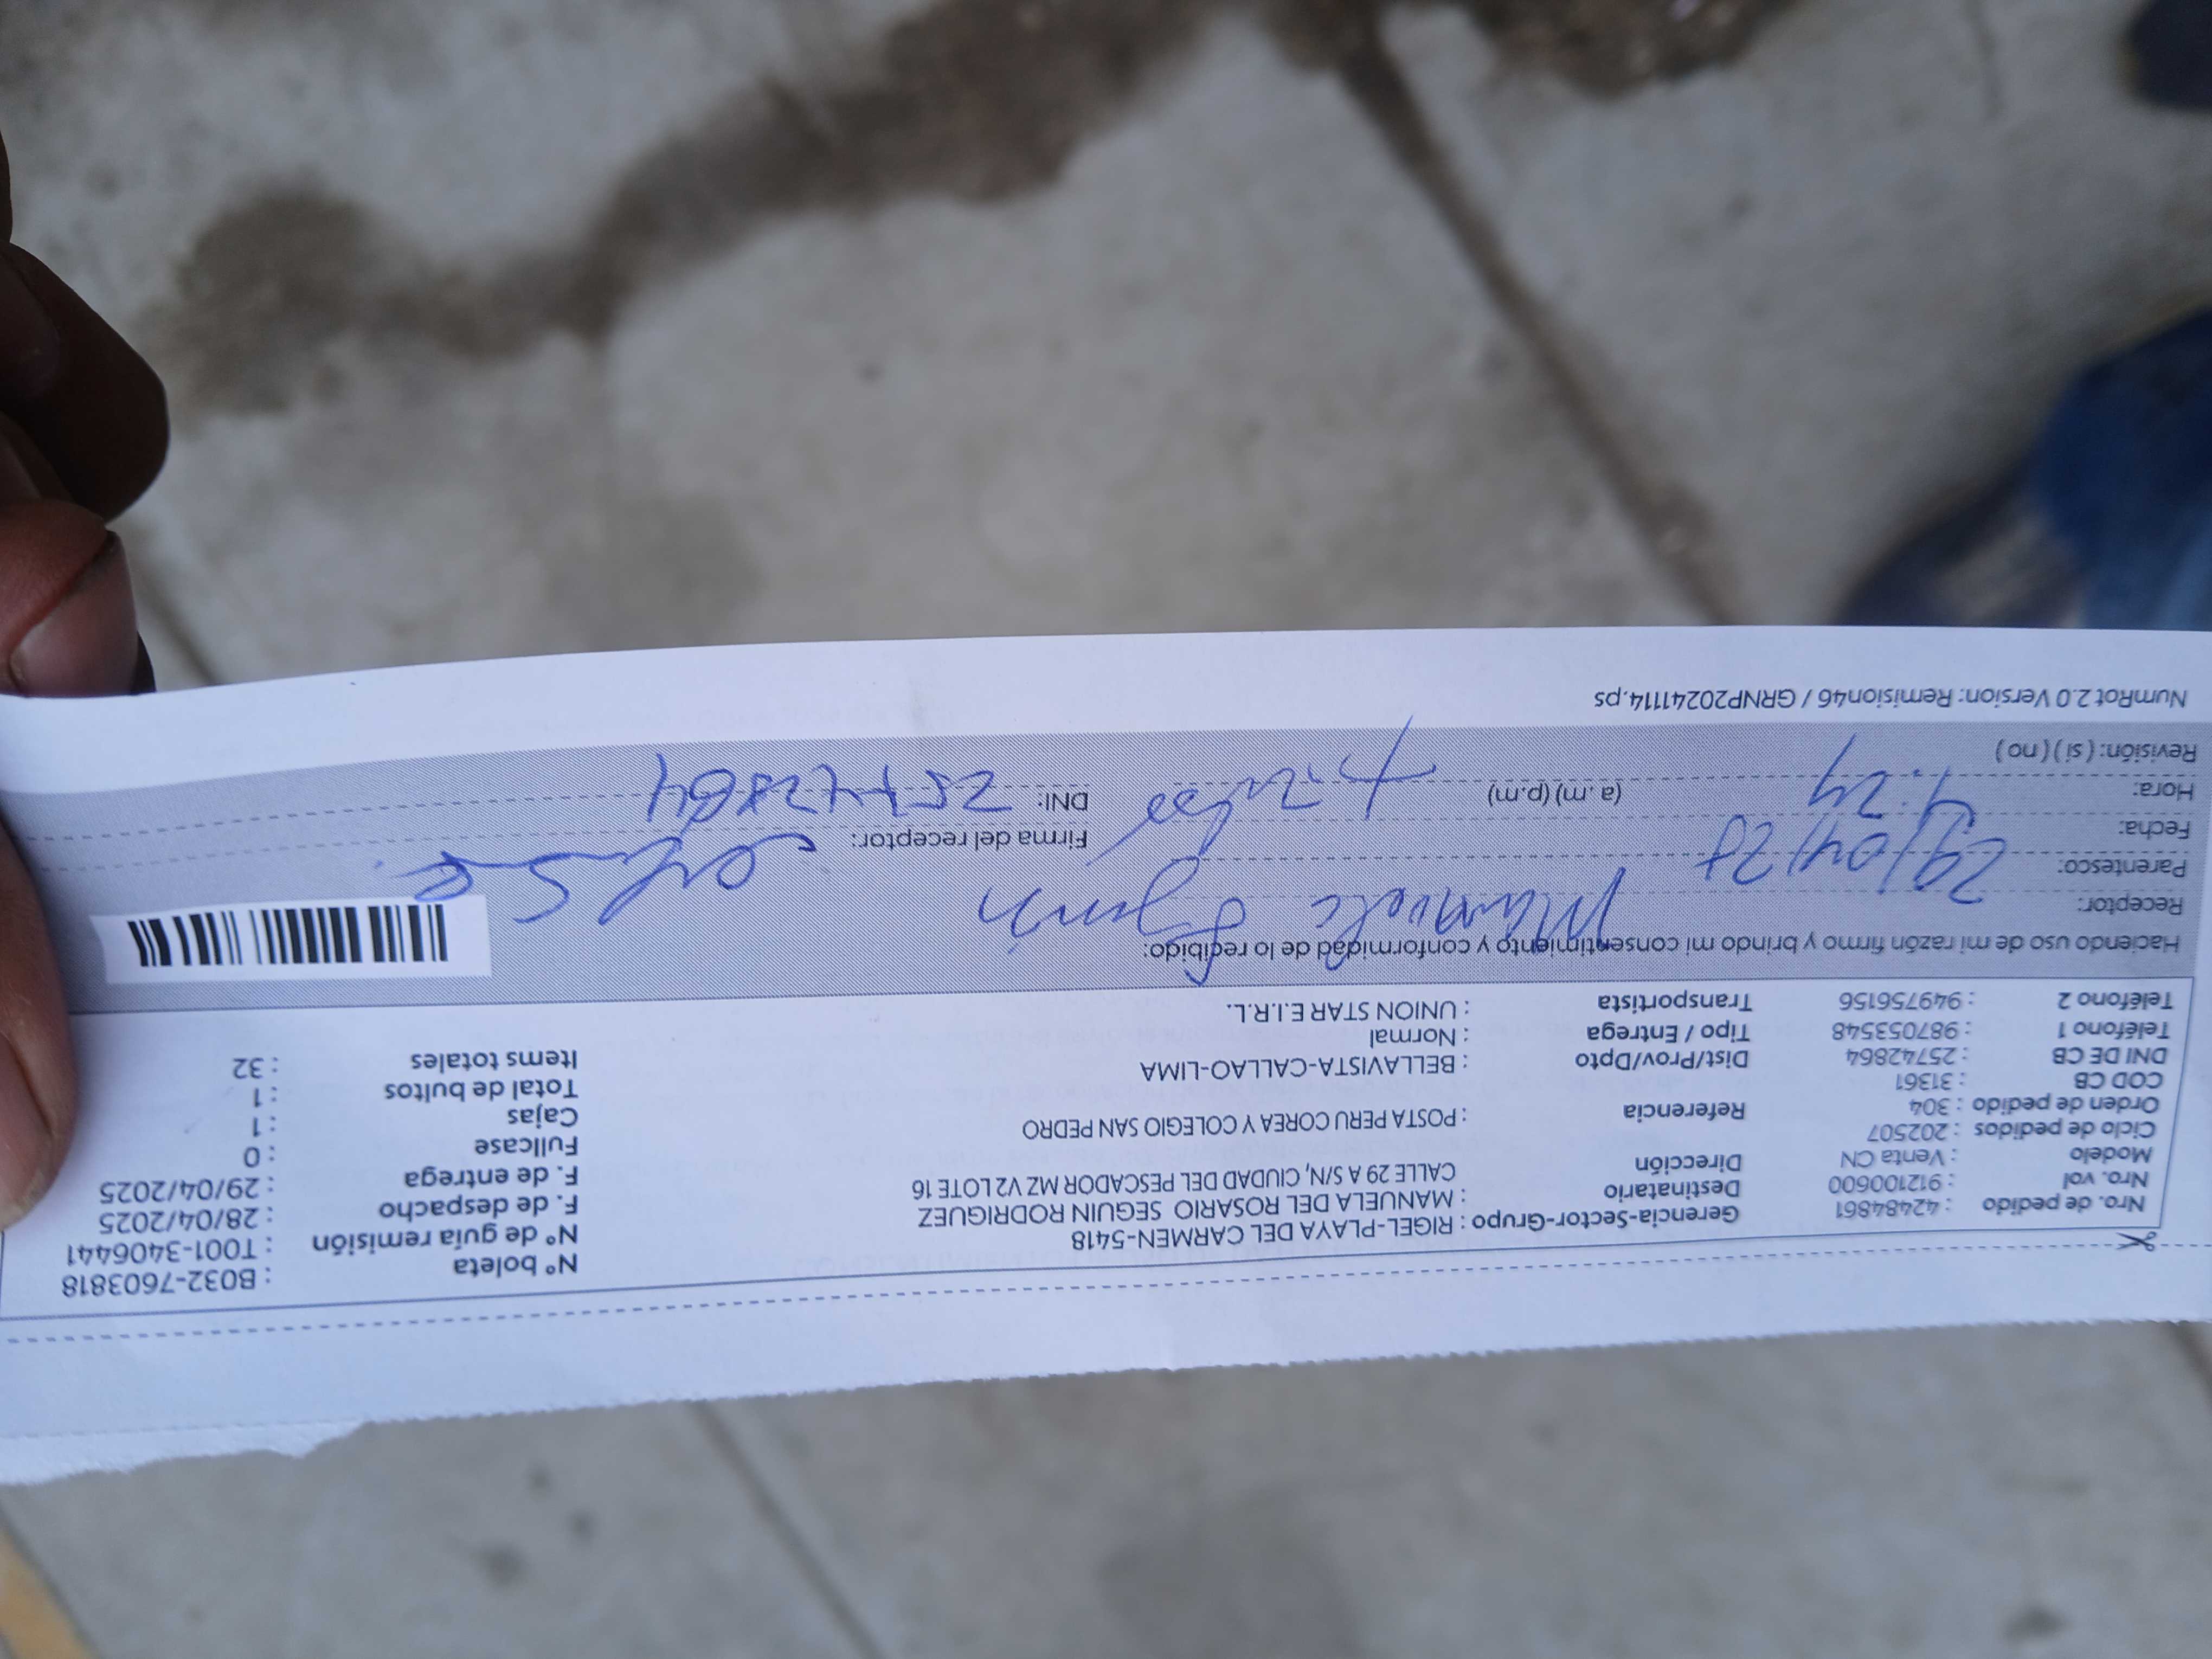 Nro. de pedido : 42484861 Gerencia-Sector-Grupo : RIGEL-PLAYA DEL CARMEN-5418 N° boleta : B032-7603818
Nro. vol : 912100600 Destinatario : MANUELA DEL ROSARIO SEGUIN RODRIGUEZ N° de guía remisión : T001-3406441
Modelo : Venta CN Dirección CALLE 29 A S/N, CIUDAD DEL PESCADOR MZ V2 LOTE 16 F. de despacho : 28/04/2025
Ciclo de pedidos : 202507 F. de entrega : 29/04/2025
Orden de pedido : 304 Referencia : POSTA PERU COREA Y COLEGIO SAN PEDRO Fullcase : 0
COD CB : 31361 Cajas : 1
DNI DE CB : 25742864 Dist/Prov/Dpto : BELLAVISTA-CALLAO-LIMA Total de bultos : 1
Teléfono 1 : 987053548 Tipo / Entrega : Normal Items totales : 32
Teléfono 2 : 949756156 Transportista : UNION STAR E.I.R.L.
Haciendo uso de mi razón firmo y brindo mi consentimiento y conformidad de lo recibido:
Receptor: Manuela Seguin
Parentesco:
Fecha: 29/04/25 Firma del receptor:
Hora: 4:24 (a.m) (p.m) DNI: 25742864
Revisión: ( si ) ( no )
NumRot 2.0 Version: Remision46 / GRNP20241114.ps